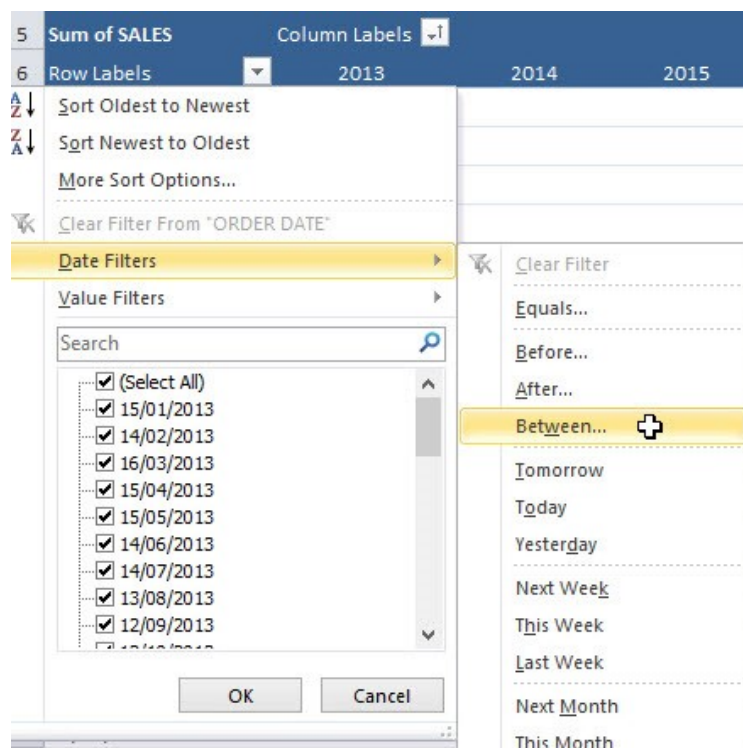 5 Sum of SALES Column Labels
6 Row Labels 2013 2014 2015
Sort Oldest to Newest
Sort Newest to Oldest
More Sort Options...
Clear Filter From "ORDER DATE"
Date Filters
Value Filters
Search
(Select All)
15/01/2013
14/02/2013
16/03/2013
15/04/2013
15/05/2013
14/06/2013
14/07/2013
13/08/2013
12/09/2013
OK Cancel
Clear Filter
Equals...
Before...
After...
Between...
Tomorrow
Today
Yesterday
Next Week
This Week
Last Week
Next Month
This Month